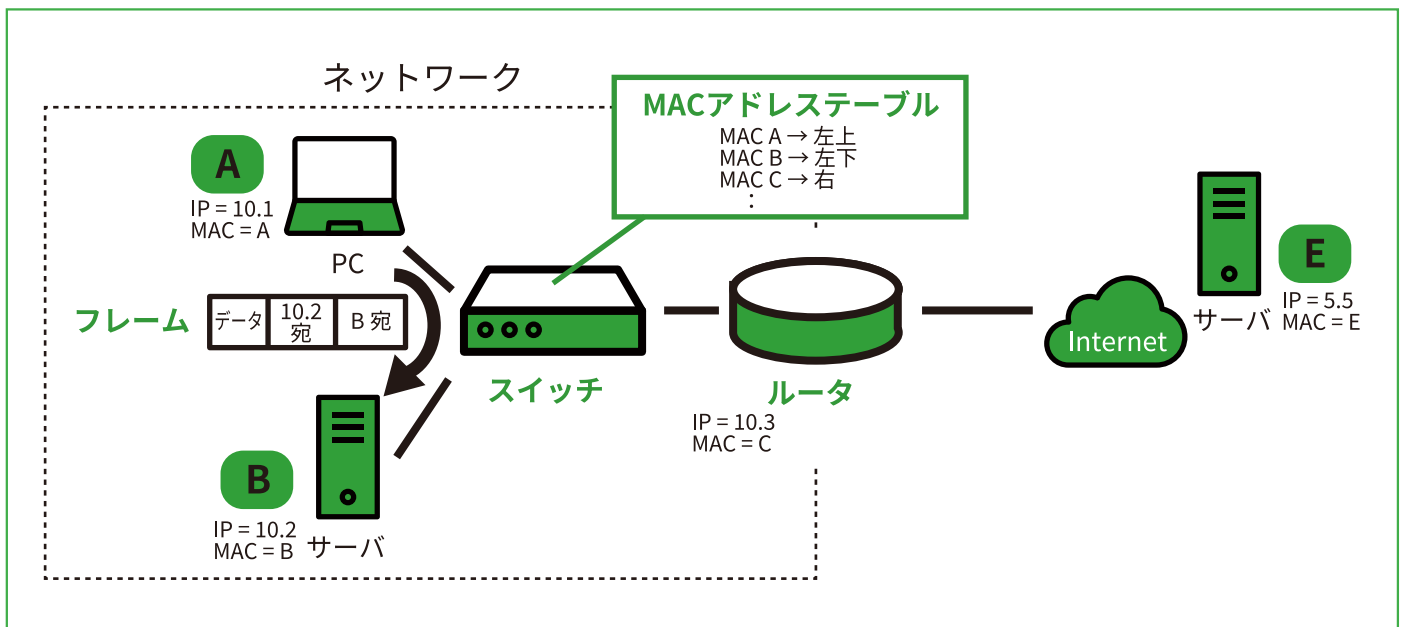 ネットワーク
MACアドレステーブル
MAC A → 左上
MAC B → 左下
MAC C → 右
：
A
IP = 10.1
MAC = A
PC
フレーム
データ
10.2
宛
B 宛
スイッチ
ルータ
IP = 10.3
MAC = C
Internet
サーバ
E
IP = 5.5
MAC = E
B
IP = 10.2
MAC = B
サーバ